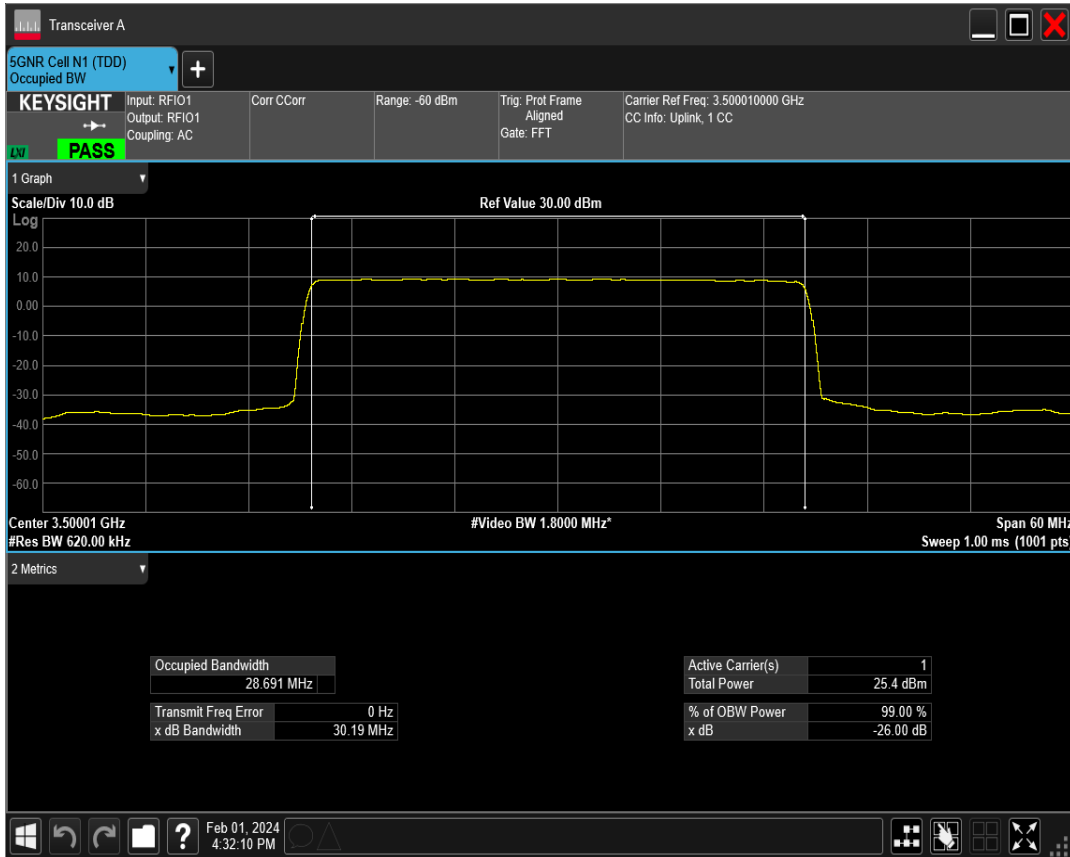 Transceiver A
5GNR Cell N1 (TDD)
Occupied BW
+
KEYSIGHT
LXI
PASS
Input: RFIO1
Output: RFIO1
Coupling: AC
Corr CCorr
Range: -60 dBm
Trig: Prot Frame
Aligned
Gate: FFT
Carrier Ref Freq: 3.500010000 GHz
CC Info: Uplink, 1 CC
1 Graph
Scale/Div 10.0 dB
Ref Value 30.00 dBm
Log
20.0
10.0
0.00
-10.0
-20.0
-30.0
-40.0
-50.0
-60.0
Center 3.50001 GHz
#Video BW 1.8000 MHz*
Span 60 MHz
#Res BW 620.00 kHz
Sweep 1.00 ms (1001 pts)
2 Metrics
Occupied Bandwidth
28.691 MHz
Transmit Freq Error 0 Hz
x dB Bandwidth 30.19 MHz
Active Carrier(s) 1
Total Power 25.4 dBm
% of OBW Power 99.00 %
x dB -26.00 dB
?
Feb 01, 2024
4:32:10 PM